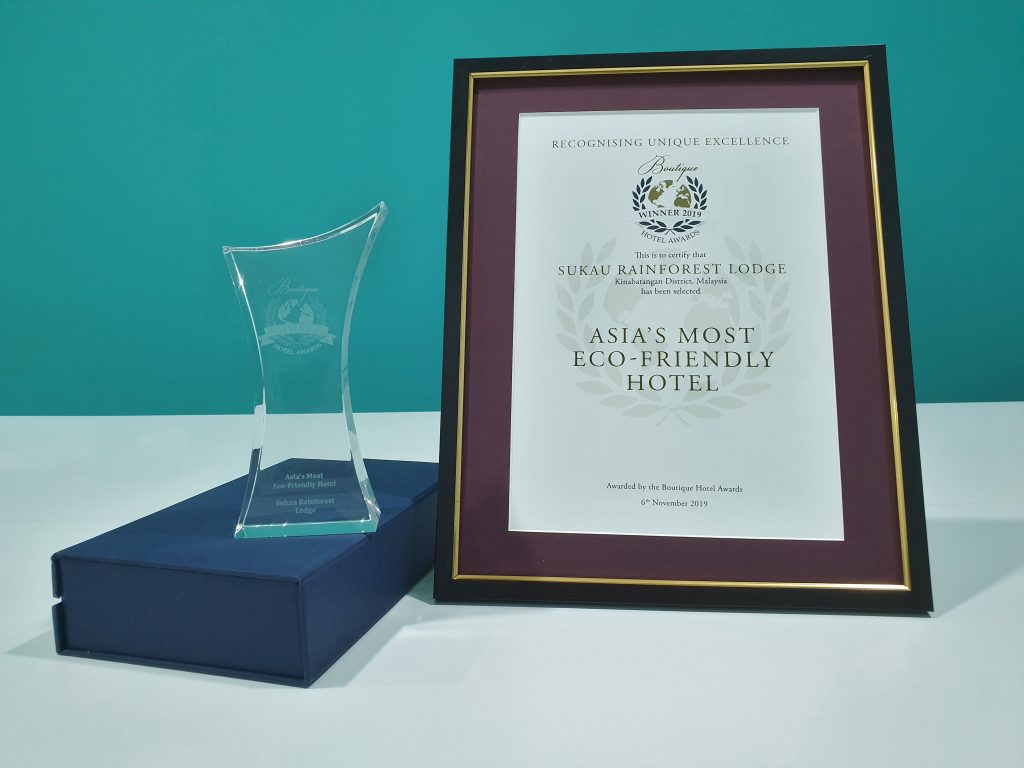 Boutique
HOTEL AWARDS
Asia's Most
Eco-Friendly Hotel
Sukau Rainforest
Lodge
RECOGNISING UNIQUE EXCELLENCE
Boutique
WINNER 2019
HOTEL AWARDS
This is to certify that
SUKAU RAINFOREST LODGE
Kinabatangan District, Malaysia
has been selected
ASIA'S MOST
ECO-FRIENDLY
HOTEL
Awarded by the Boutique Hotel Awards
6th November 2019